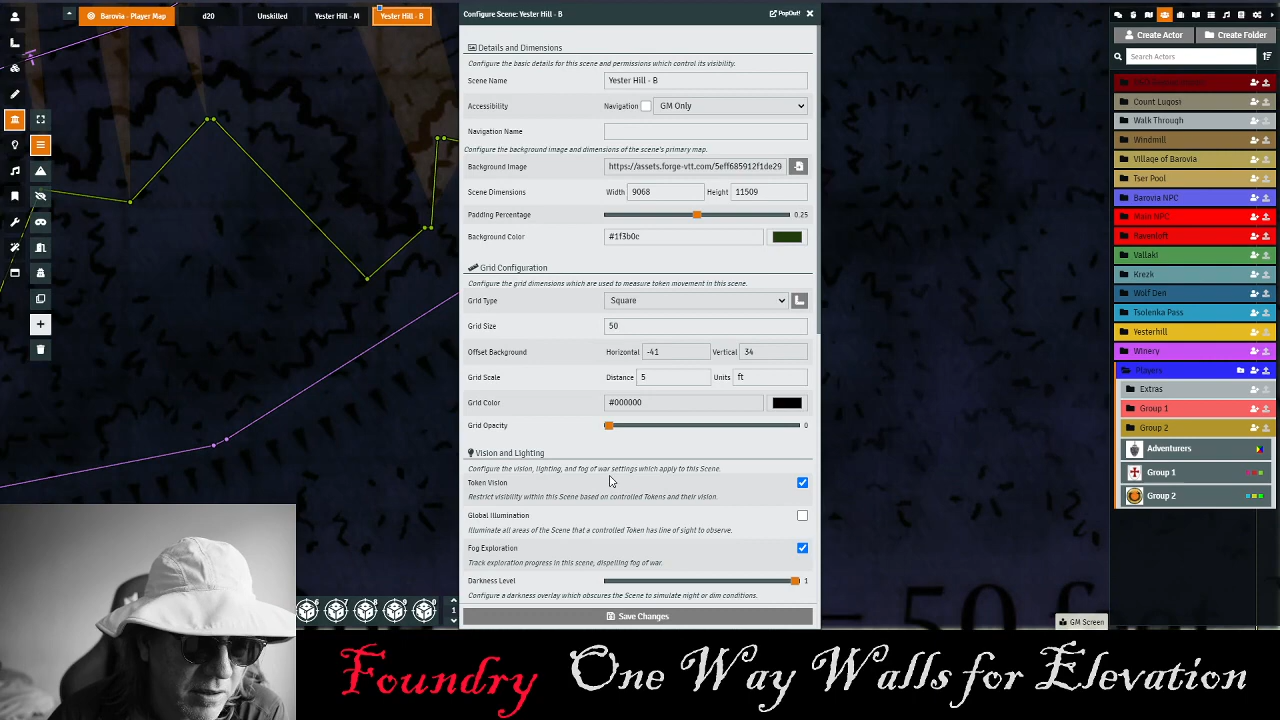 Barovia - Player Map
d20
Unskilled
Yester Hill - M
Yester Hill - B
Configure Scene: Yester Hill - B
PopOut!
Details and Dimensions
Configure the basic details for this scene and permissions which control its visibility.
Scene Name
Yester Hill - B
Accessibility
Navigation
GM Only
Navigation Name
Configure the background image and dimensions of the scene's primary map.
Background Image
https://assets.forge-vtt.com/5eff685912f1de29
Scene Dimensions
Width
9068
Height
11509
Padding Percentage
0.25
Background Color
#1f3b0c
Grid Configuration
Configure the grid dimensions which are used to measure token movement in this scene.
Grid Type
Square
Grid Size
50
Offset Background
Horizontal
-41
Vertical
34
Grid Scale
Distance
5
Units
ft
Grid Color
#000000
Grid Opacity
0
Vision and Lighting
Configure the vision, lighting, and fog of war settings which apply to this Scene.
Token Vision
Restrict visibility within this Scene based on controlled Tokens and their vision.
Global Illumination
Illuminate all areas of the Scene that a controlled Token has line of sight to observe.
Fog Exploration
Track exploration progress in this scene, dispelling fog of war.
Darkness Level
1
Configure a darkness overlay which obscures the Scene to simulate night or dim conditions.
Save Changes
1
= 50 feet
GM Screen
Create Actor
Create Folder
Search Actors
Count Lugosi
Walk Through
Windmill
Village of Barovia
Tser Pool
Barovia NPC
Main NPC
Ravenloft
Vallaki
Krezk
Wolf Den
Tsolenka Pass
Yesterhill
Winery
Players
Extras
Group 1
Group 2
Adventurers
Group 1
Group 2
Foundry One Way Walls for Elevation